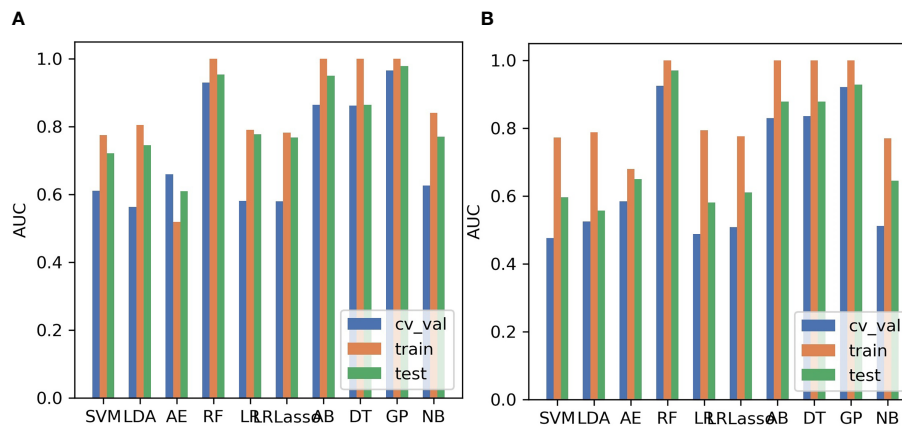 A
AUC
1.0
0.8
0.6
0.4
0.2
0.0
SVM LDA AE RF LR LRLasso AB DT GP NB
cv_val
train
test
B
AUC
1.0
0.8
0.6
0.4
0.2
0.0
SVM LDA AE RF LR LRLasso AB DT GP NB
cv_val
train
test